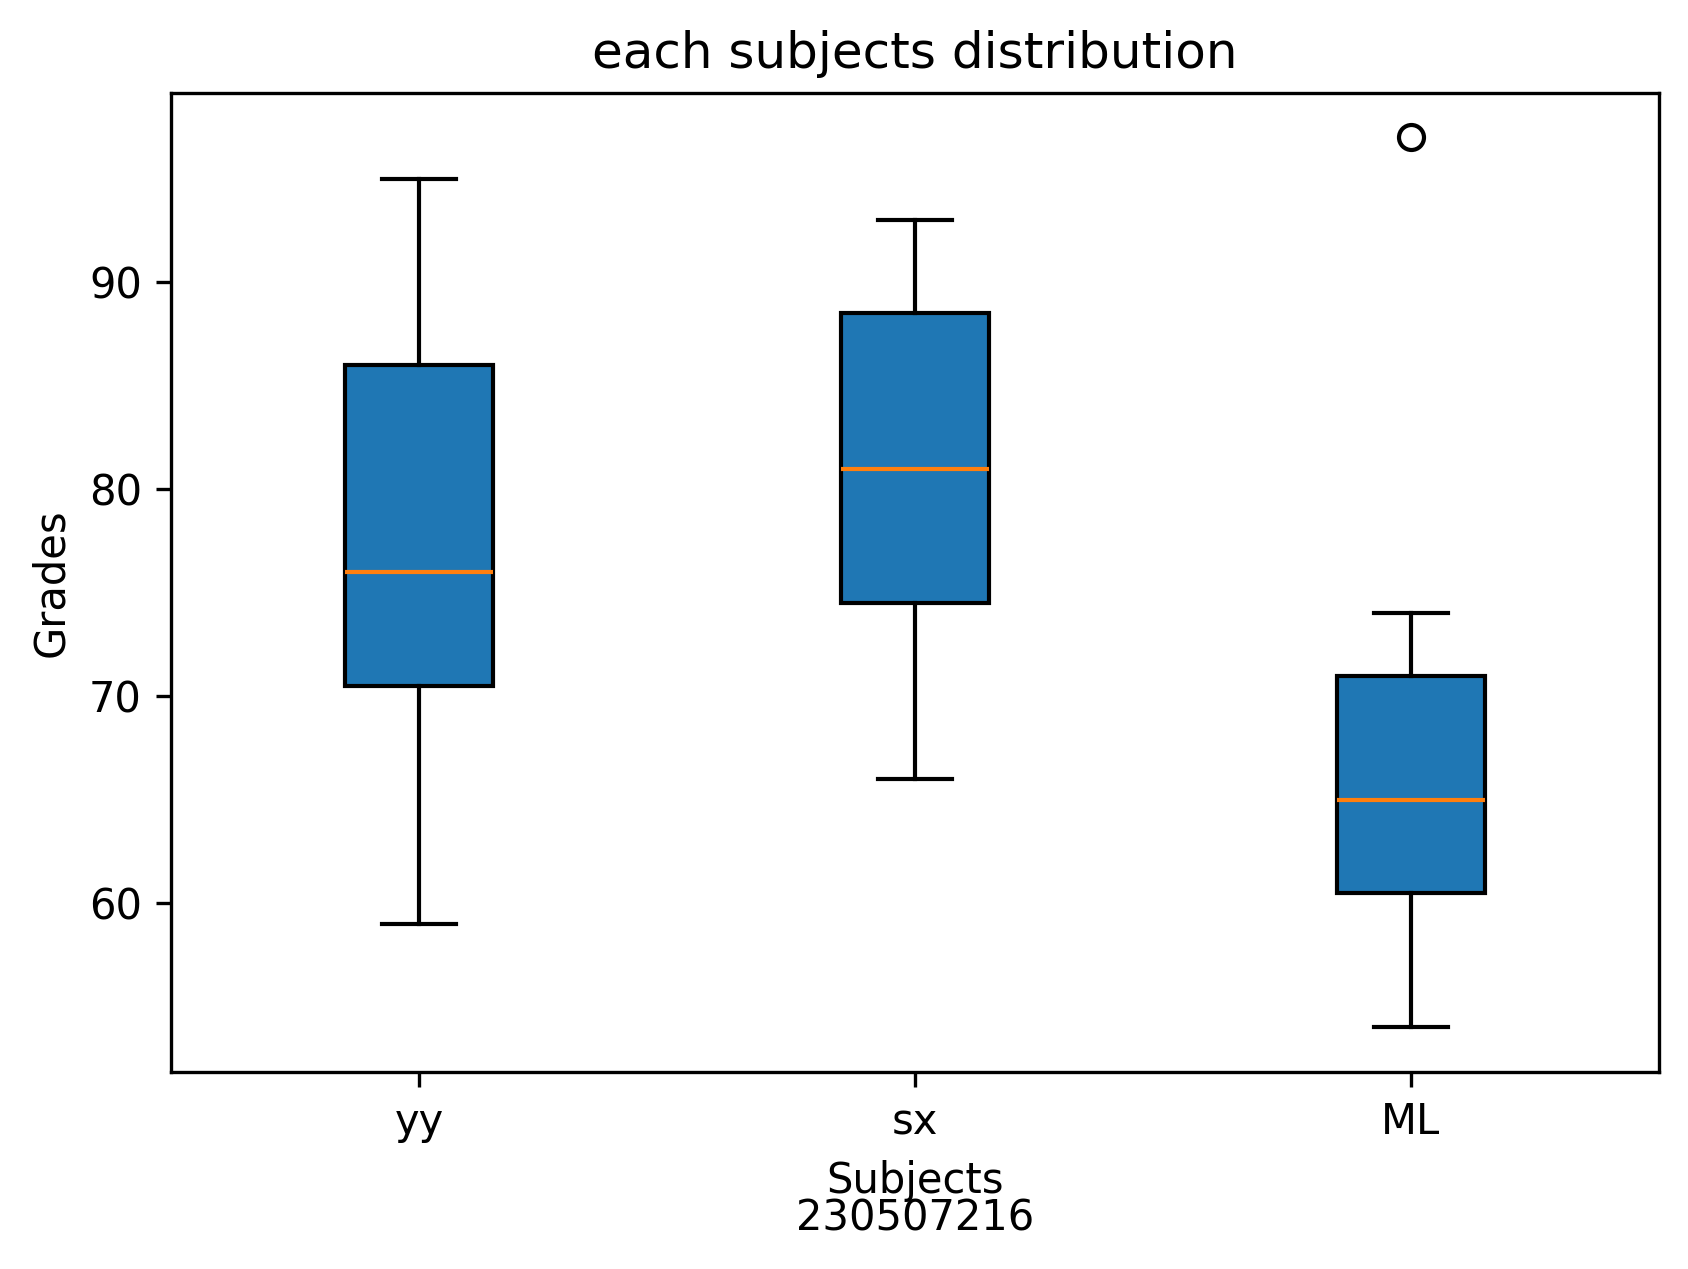 each subjects distribution
Grades
90
80
70
60
yy
sx
ML
Subjects
230507216